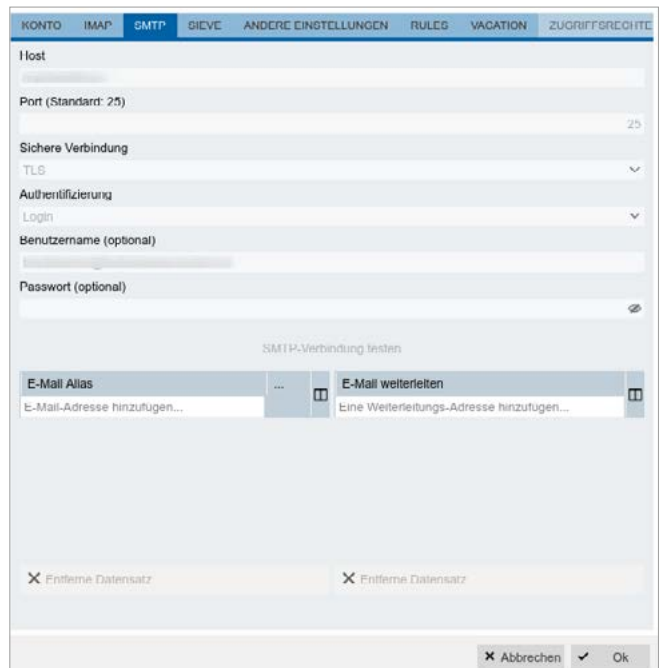 KONTO IMAP SMTP SIEVE ANDERE EINSTELLUNGEN RULES VACATION ZUGRIFFSRECHTE
Host
Port (Standard: 25)
25
Sichere Verbindung
TLS
Authentifizierung
Login
Benutzername (optional)
Passwort (optional)
SMTP-Verbindung testen
E-Mail Alias ... E-Mail weiterleiten
E-Mail-Adresse hinzufügen... Eine Weiterleitungs-Adresse hinzufügen...
Entferne Datensatz Entferne Datensatz
Abbrechen Ok